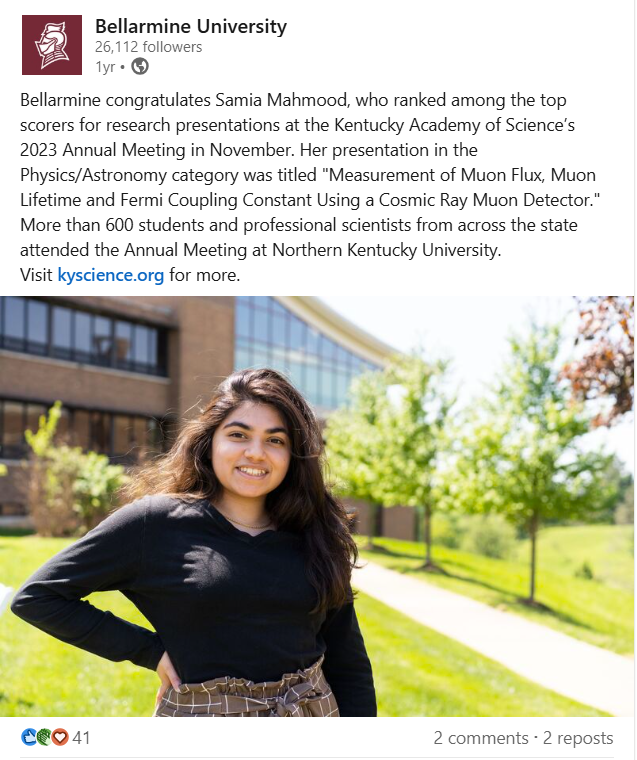 Bellarmine University
26,112 followers
1yr •
Bellarmine congratulates Samia Mahmood, who ranked among the top
scorers for research presentations at the Kentucky Academy of Science’s
2023 Annual Meeting in November. Her presentation in the
Physics/Astronomy category was titled "Measurement of Muon Flux, Muon
Lifetime and Fermi Coupling Constant Using a Cosmic Ray Muon Detector."
More than 600 students and professional scientists from across the state
attended the Annual Meeting at Northern Kentucky University.
Visit kyscience.org for more.
41
2 comments · 2 reposts